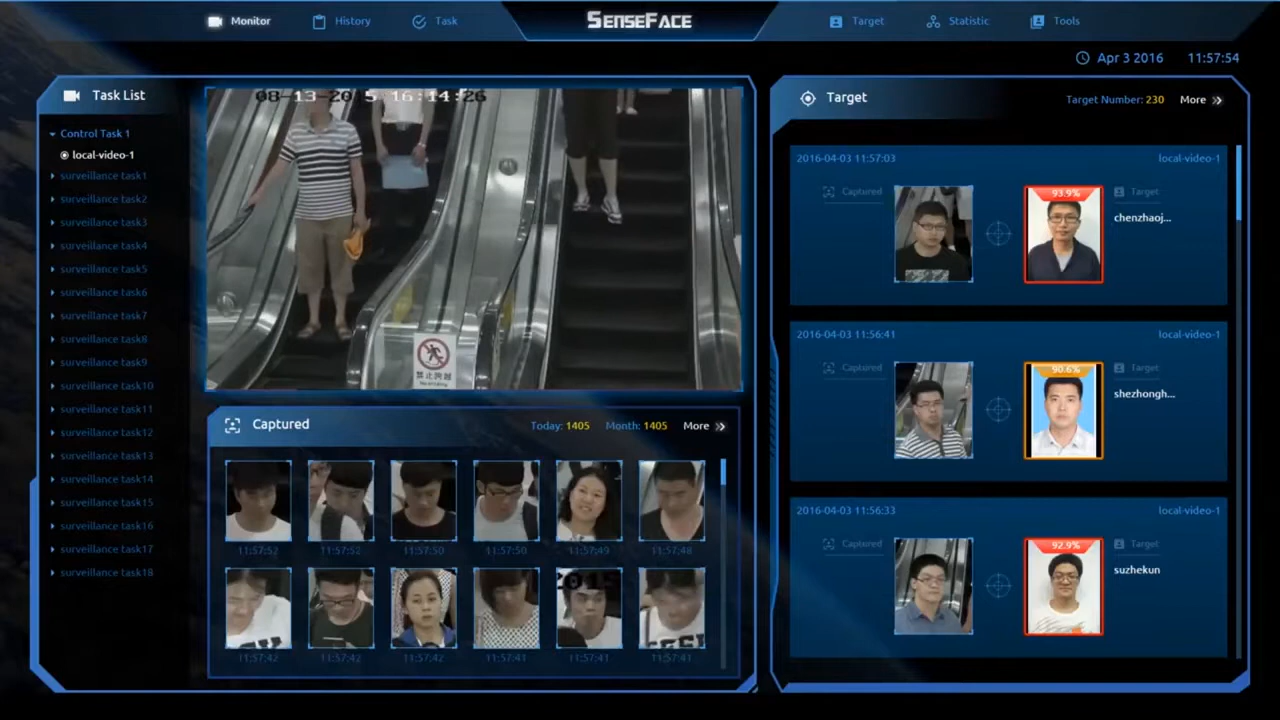 Monitor
History
Task
SENSEFACE
Target
Statistic
Tools
Apr 3 2016 11:57:54
Task List
Control Task 1
local-video-1
surveillance task1
surveillance task2
surveillance task3
surveillance task4
surveillance task5
surveillance task6
surveillance task7
surveillance task8
surveillance task9
surveillance task10
surveillance task11
surveillance task12
surveillance task13
surveillance task14
surveillance task15
surveillance task16
surveillance task17
surveillance task18
08-13-2015 16:14:26
禁止跨越
Captured
Today: 1405 Month: 1405 More
11:57:52 11:57:52 11:57:50 11:57:50 11:57:49 11:57:48
2015
11:57:42 11:57:42 11:57:42 11:57:41 11:57:41 11:57:41
Target
Target Number: 230 More
2016-04-03 11:57:03 local-video-1
Captured 93.9% Target
chenzhaoj...
2016-04-03 11:56:41 local-video-1
Captured 90.6% Target
shezhongh...
2016-04-03 11:56:33 local-video-1
Captured 92.9% Target
suzhekun